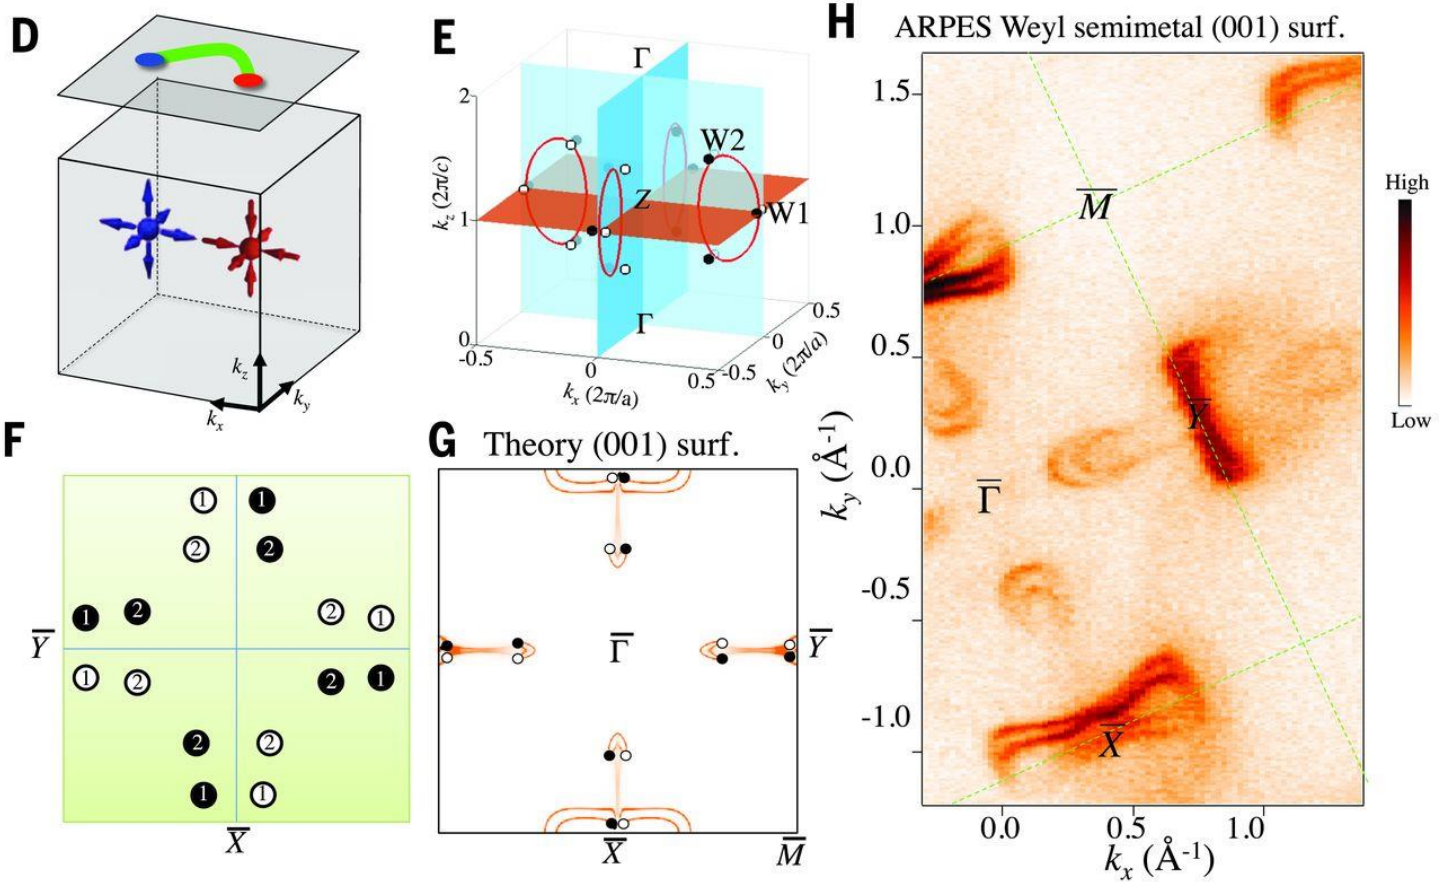 D
k_z
k_y
k_x
E
Γ
2
W2
Z
k_z (2π/c)
1
W1
Γ
0
-0.5
0
0.5
-0.5
0
0.5
k_x (2π/a)
k_y (2π/a)
F
1
1
2
2
1
2
2
1
Y̅
1
2
2
1
2
2
1
1
X̅
G Theory (001) surf.
Γ̅
Y̅
X̅
M̅
H ARPES Weyl semimetal (001) surf.
1.5
1.0
0.5
0.0
-0.5
-1.0
k_y (Å⁻¹)
M̅
Y̅
Γ̅
X̅
0.0
0.5
1.0
k_x (Å⁻¹)
High
Low